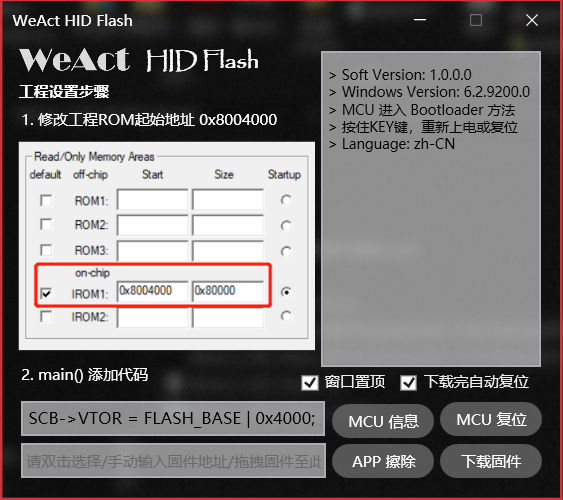 WeAct HID Flash
WeAct HID Flash
工程设置步骤
1. 修改工程ROM起始地址 0x8004000
Read/Only Memory Areas
default off-chip Start Size Startup
ROM1:
ROM2:
ROM3:
on-chip
IROM1: 0x8004000 0x80000
IROM2:
> Soft Version: 1.0.0.0
> Windows Version: 6.2.9200.0
> MCU 进入 Bootloader 方法
> 按住KEY键，重新上电或复位
> Language: zh-CN
2. main() 添加代码
窗口置顶 下载完自动复位
SCB->VTOR = FLASH_BASE | 0x4000;
MCU 信息 MCU 复位
请双击选择/手动输入固件地址/拖拽固件至此
APP 擦除 下载固件